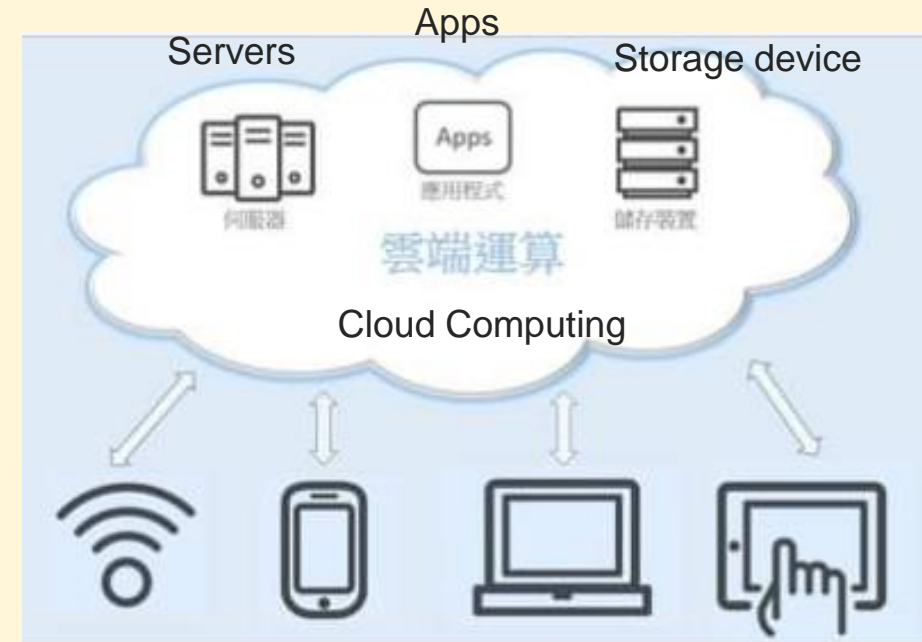 Apps
Servers
Storage device
Apps
伺服器
應用程式
儲存裝置
雲端運算
Cloud Computing